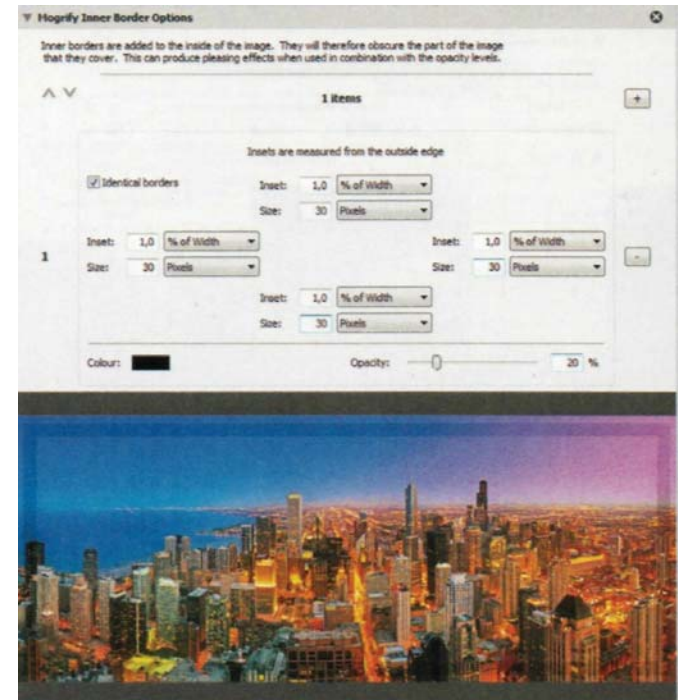 Mogrify Inner Border Options
Inner borders are added to the inside of the image. They will therefore obscure the part of the image
that they cover. This can produce pleasing effects when used in combination with the opacity levels.
1 items
+
Insets are measured from the outside edge
Identical borders
Inset: 1,0 % of Width
Size: 30 Pixels
1
Inset: 1,0 % of Width
Size: 30 Pixels
Inset: 1,0 % of Width
Size: 30 Pixels
-
Inset: 1,0 % of Width
Size: 30 Pixels
Colour:
Opacity: 20 %